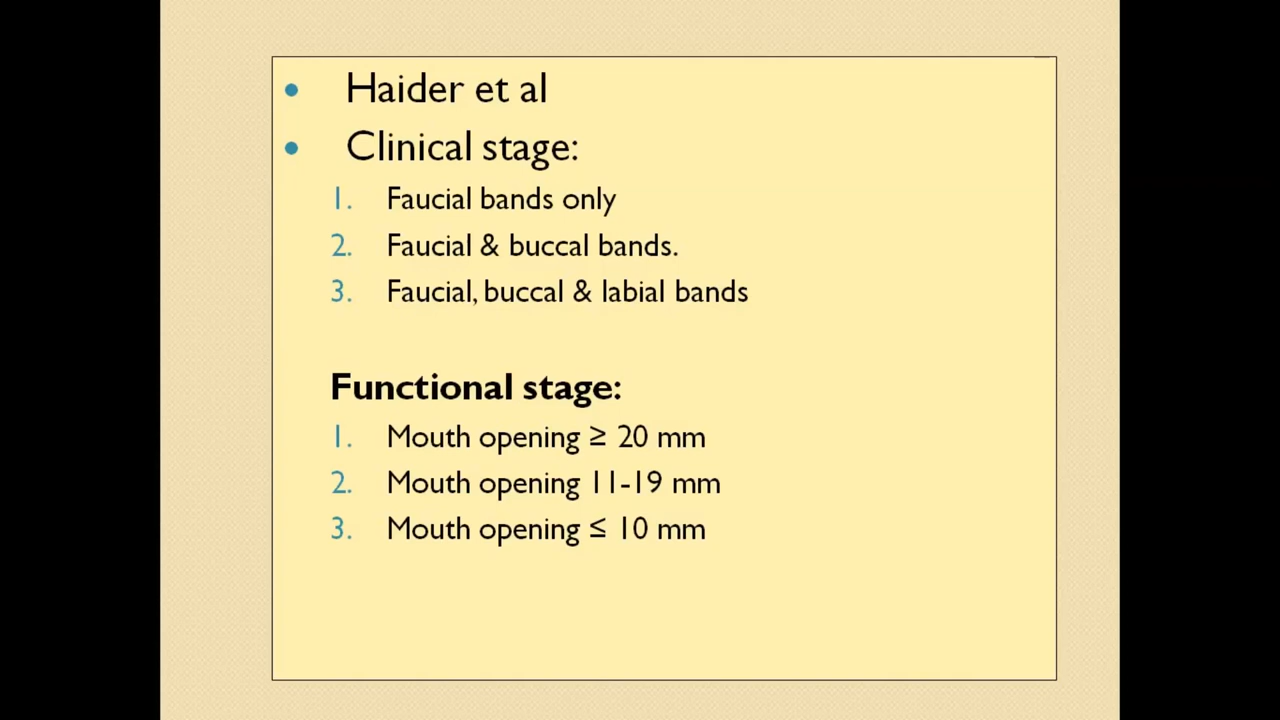 • Haider et al
• Clinical stage:
1. Faucial bands only
2. Faucial & buccal bands.
3. Faucial, buccal & labial bands
Functional stage:
1. Mouth opening ≥ 20 mm
2. Mouth opening 11-19 mm
3. Mouth opening ≤ 10 mm